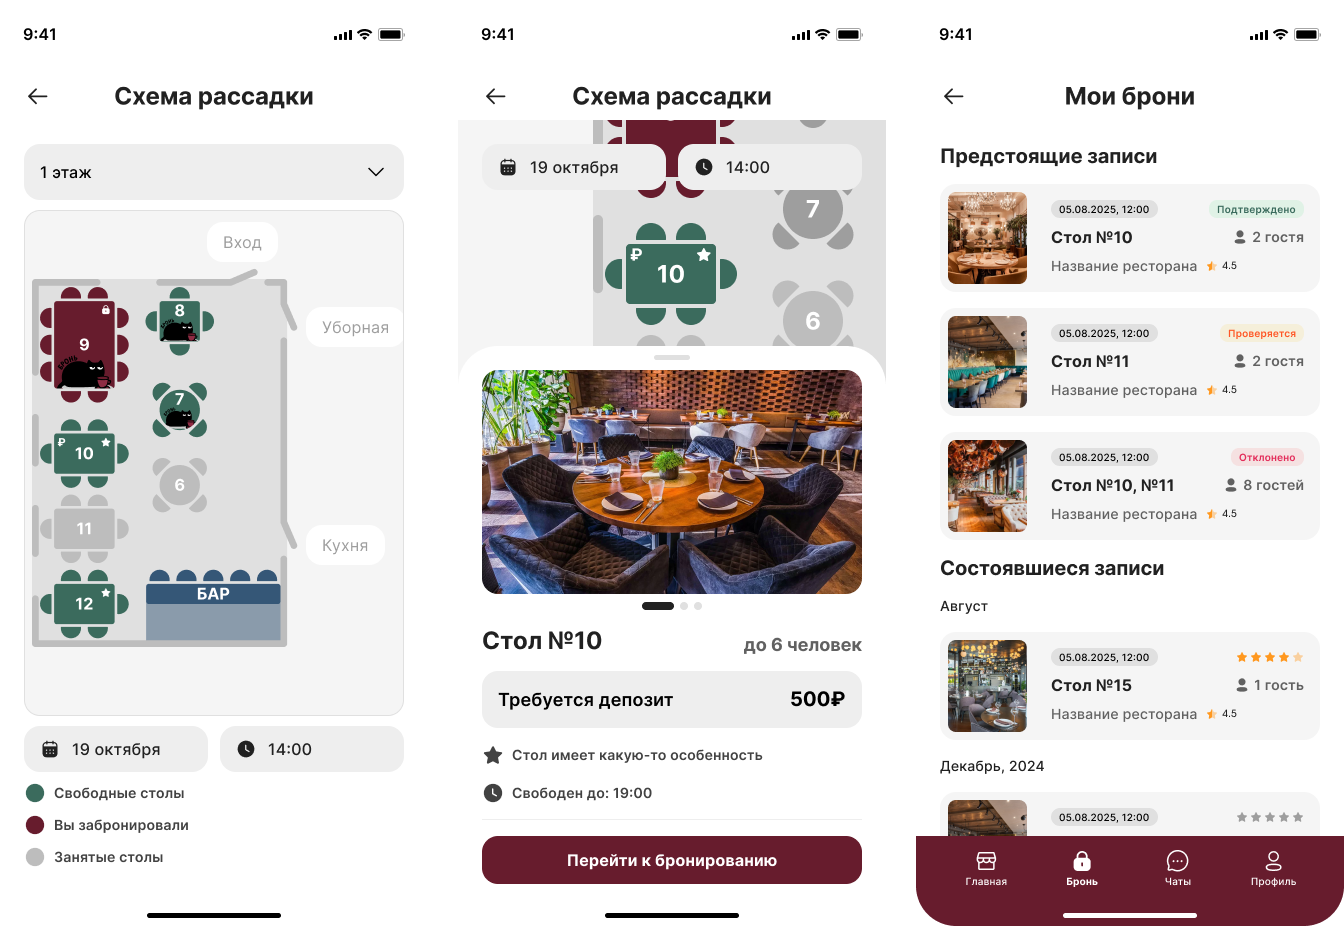 9:41
Схема рассадки
1 этаж
Вход
8
Уборная
9
БРОНЬ
7
₽
10
6
11
Кухня
12
БАР
19 октября
14:00
Свободные столы
Вы забронировали
Занятые столы
9:41
Схема рассадки
19 октября
14:00
7
₽
10
6
Стол №10
до 6 человек
Требуется депозит
500₽
Стол имеет какую-то особенность
Свободен до: 19:00
Перейти к бронированию
9:41
Мои брони
Предстоящие записи
05.08.2025, 12:00
Подтверждено
Стол №10
2 гостя
Название ресторана
4.5
05.08.2025, 12:00
Проверяется
Стол №11
2 гостя
Название ресторана
4.5
05.08.2025, 12:00
Отклонено
Стол №10, №11
8 гостей
Название ресторана
4.5
Состоявшиеся записи
Август
05.08.2025, 12:00
Стол №15
1 гость
Название ресторана
4.5
Декабрь, 2024
05.08.2025, 12:00
Главная
Бронь
Чаты
Профиль